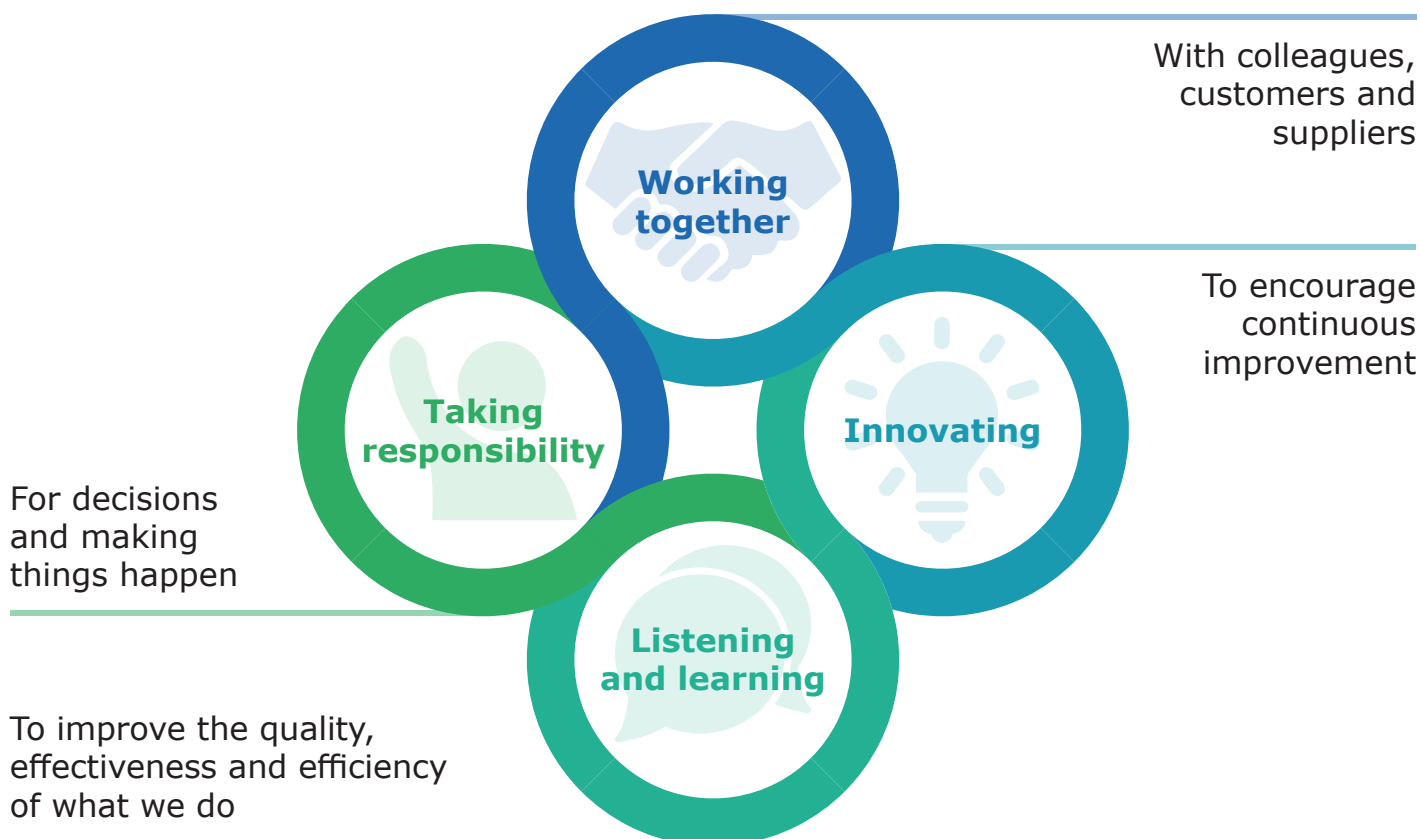 With colleagues,
customers and
suppliers
Working
together
To encourage
continuous
improvement
Innovating
Taking
responsibility
For decisions
and making
things happen
Listening
and learning
To improve the quality,
effectiveness and efficiency
of what we do